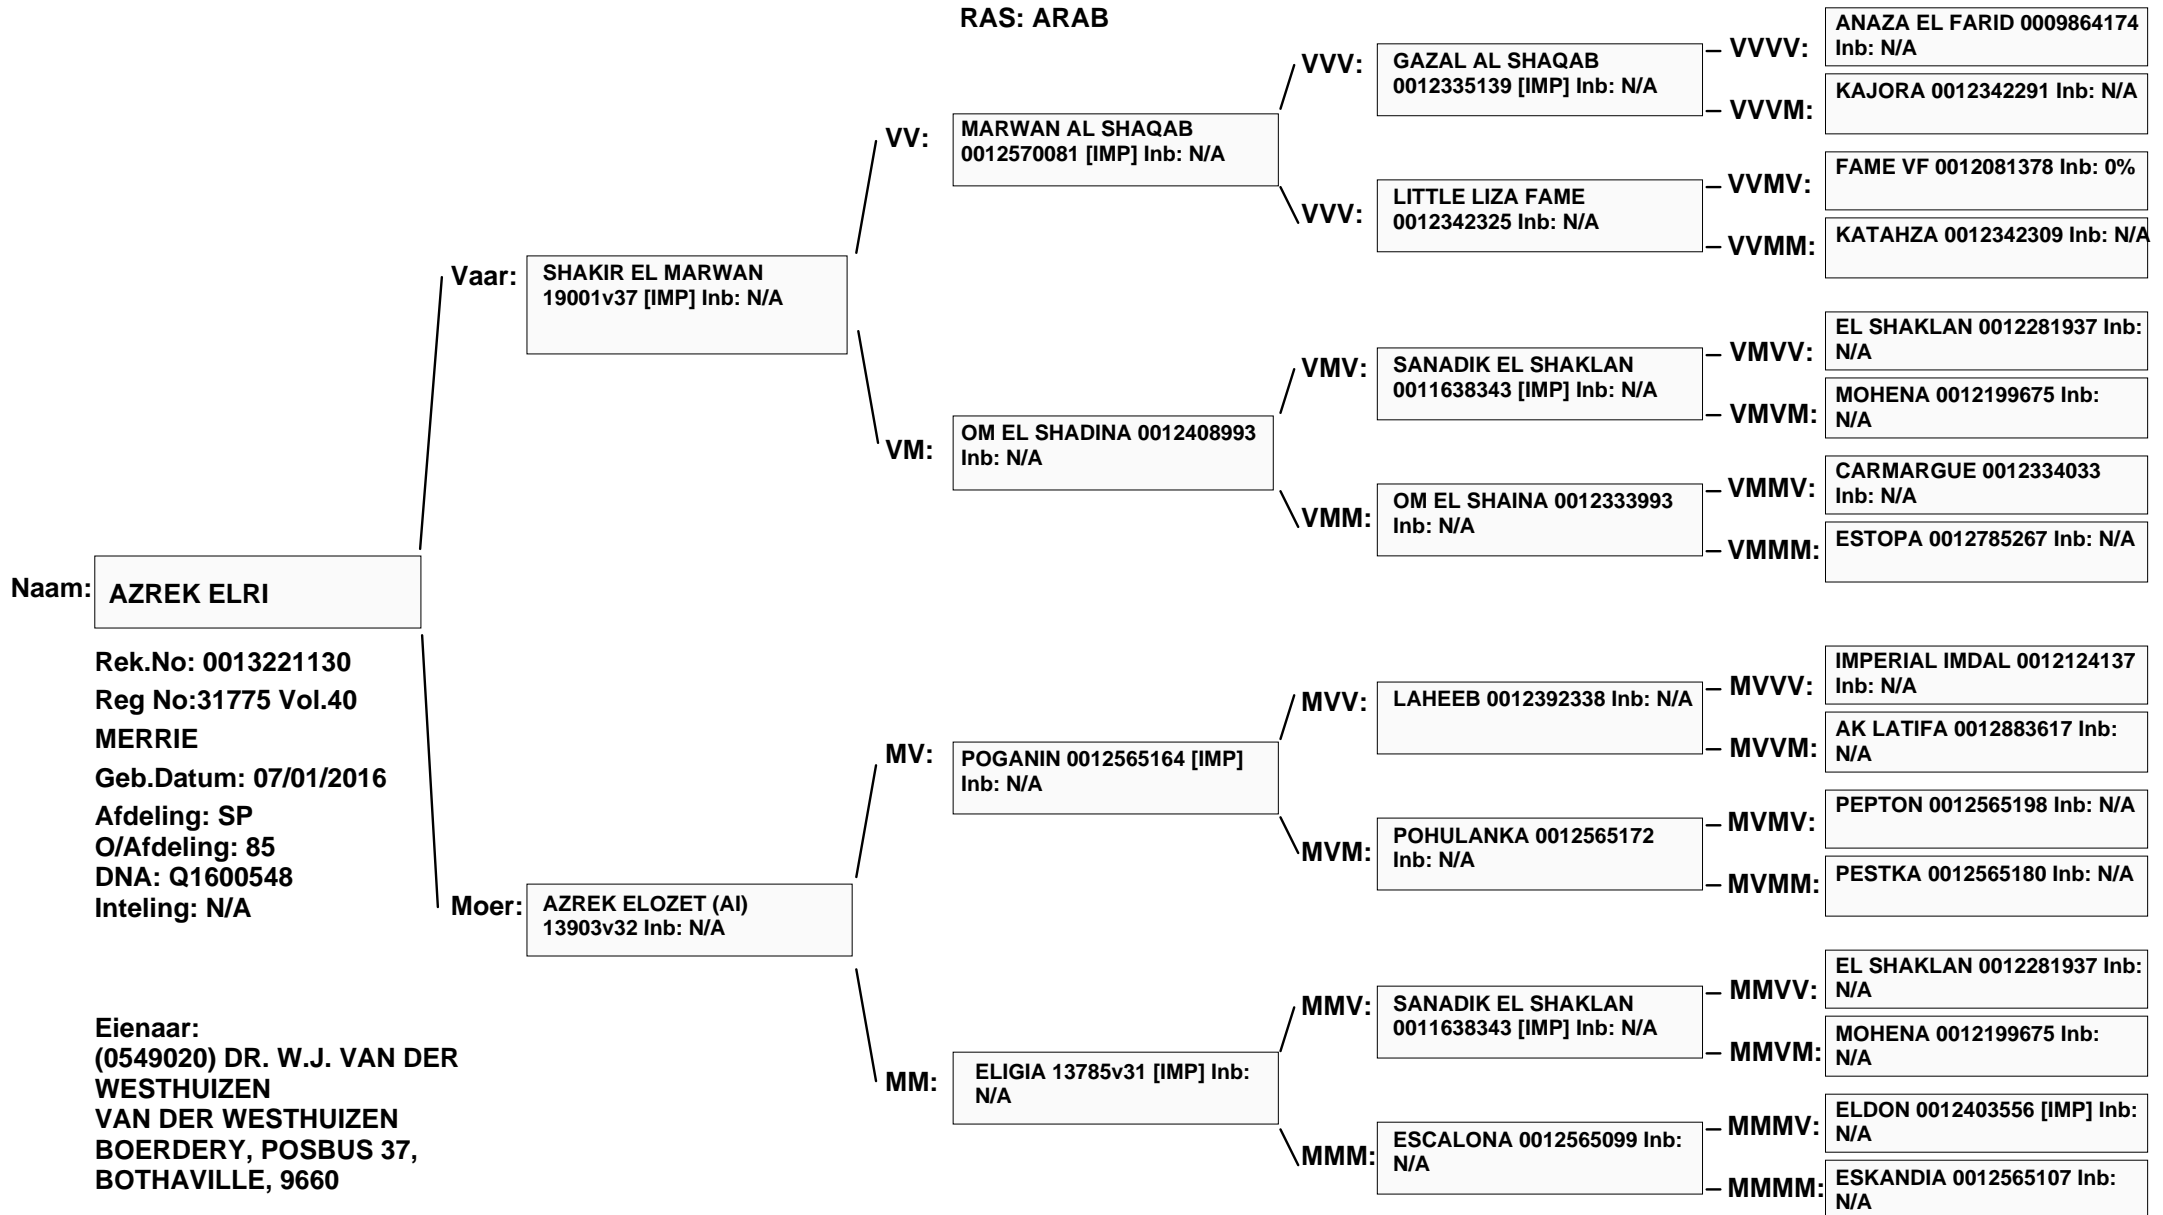 RAS: ARAB
Naam:
AZREK ELRI
Rek.No: 0013221130
Reg No:31775 Vol.40
MERRIE
Geb.Datum: 07/01/2016
Afdeling: SP
O/Afdeling: 85
DNA: Q1600548
Inteling: N/A
Eienaar:
(0549020) DR. W.J. VAN DER
WESTHUIZEN
VAN DER WESTHUIZEN
BOERDERY, POSBUS 37,
BOTHAVILLE, 9660
Vaar:
SHAKIR EL MARWAN
19001v37 [IMP] Inb: N/A
Moer:
AZREK ELOZET (AI)
13903v32 Inb: N/A
VV:
MARWAN AL SHAQAB
0012570081 [IMP] Inb: N/A
VM:
OM EL SHADINA 0012408993
Inb: N/A
MV:
POGANIN 0012565164 [IMP]
Inb: N/A
MM:
ELIGIA 13785v31 [IMP] Inb:
N/A
VVV:
GAZAL AL SHAQAB
0012335139 [IMP] Inb: N/A
VVV:
LITTLE LIZA FAME
0012342325 Inb: N/A
VMV:
SANADIK EL SHAKLAN
0011638343 [IMP] Inb: N/A
VMM:
OM EL SHAINA 0012333993
Inb: N/A
MVV:
LAHEEB 0012392338 Inb: N/A
MVM:
POHULANKA 0012565172
Inb: N/A
MMV:
SANADIK EL SHAKLAN
0011638343 [IMP] Inb: N/A
MMM:
ESCALONA 0012565099 Inb:
N/A
VVVV:
ANAZA EL FARID 0009864174
Inb: N/A
VVVM:
KAJORA 0012342291 Inb: N/A
VVMV:
FAME VF 0012081378 Inb: 0%
VVMM:
KATAHZA 0012342309 Inb: N/A
VMVV:
EL SHAKLAN 0012281937 Inb:
N/A
VMVM:
MOHENA 0012199675 Inb:
N/A
VMMV:
CARMARGUE 0012334033
Inb: N/A
VMMM:
ESTOPA 0012785267 Inb: N/A
MVVV:
IMPERIAL IMDAL 0012124137
Inb: N/A
MVVM:
AK LATIFA 0012883617 Inb:
N/A
MVMV:
PEPTON 0012565198 Inb: N/A
MVMM:
PESTKA 0012565180 Inb: N/A
MMVV:
EL SHAKLAN 0012281937 Inb:
N/A
MMVM:
MOHENA 0012199675 Inb:
N/A
MMMV:
ELDON 0012403556 [IMP] Inb:
N/A
MMMM:
ESKANDIA 0012565107 Inb:
N/A